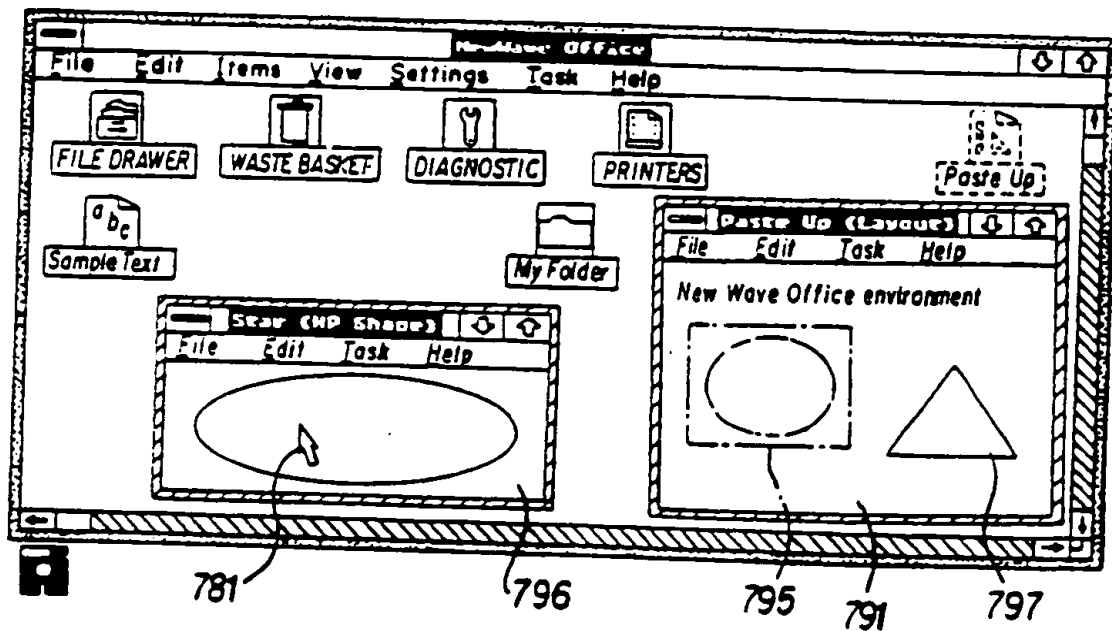 NewWave Office
File Edit Items View Settings Task Help
FILE DRAWER WASTE BASKET DIAGNOSTIC PRINTERS Paste Up
abc
Sample Text My Folder
Paste Up (Layout)
File Edit Task Help
New Wave Office environment
Star (HP Shape)
File Edit Task Help
781 796 795 791 797